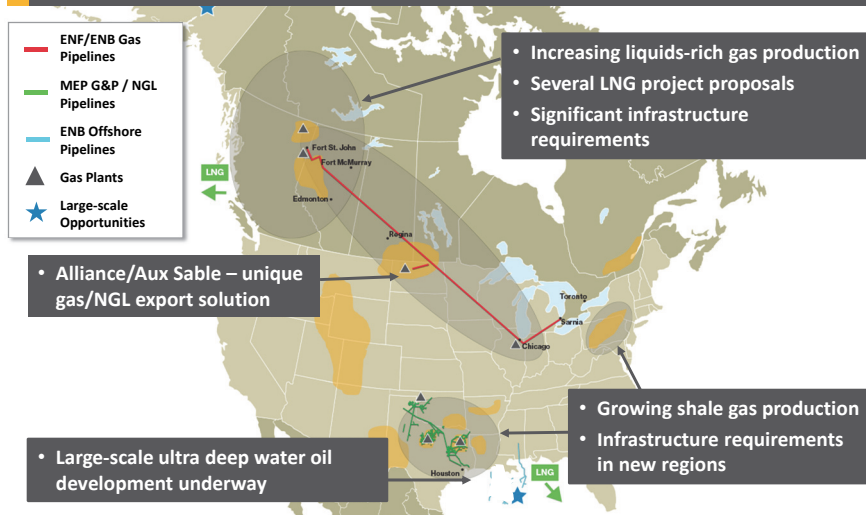 ENF/ENB Gas
Pipelines
MEP G&P / NGL
Pipelines
ENB Offshore
Pipelines
Gas Plants
Large-scale
Opportunities
• Increasing liquids-rich gas production
• Several LNG project proposals
• Significant infrastructure
requirements
Fort St. John
Fort McMurray
LNG
Edmonton
Regina
• Alliance/Aux Sable – unique
gas/NGL export solution
Toronto
Sarnia
Chicago
• Growing shale gas production
• Infrastructure requirements
in new regions
• Large-scale ultra deep water oil
development underway
Houston
LNG